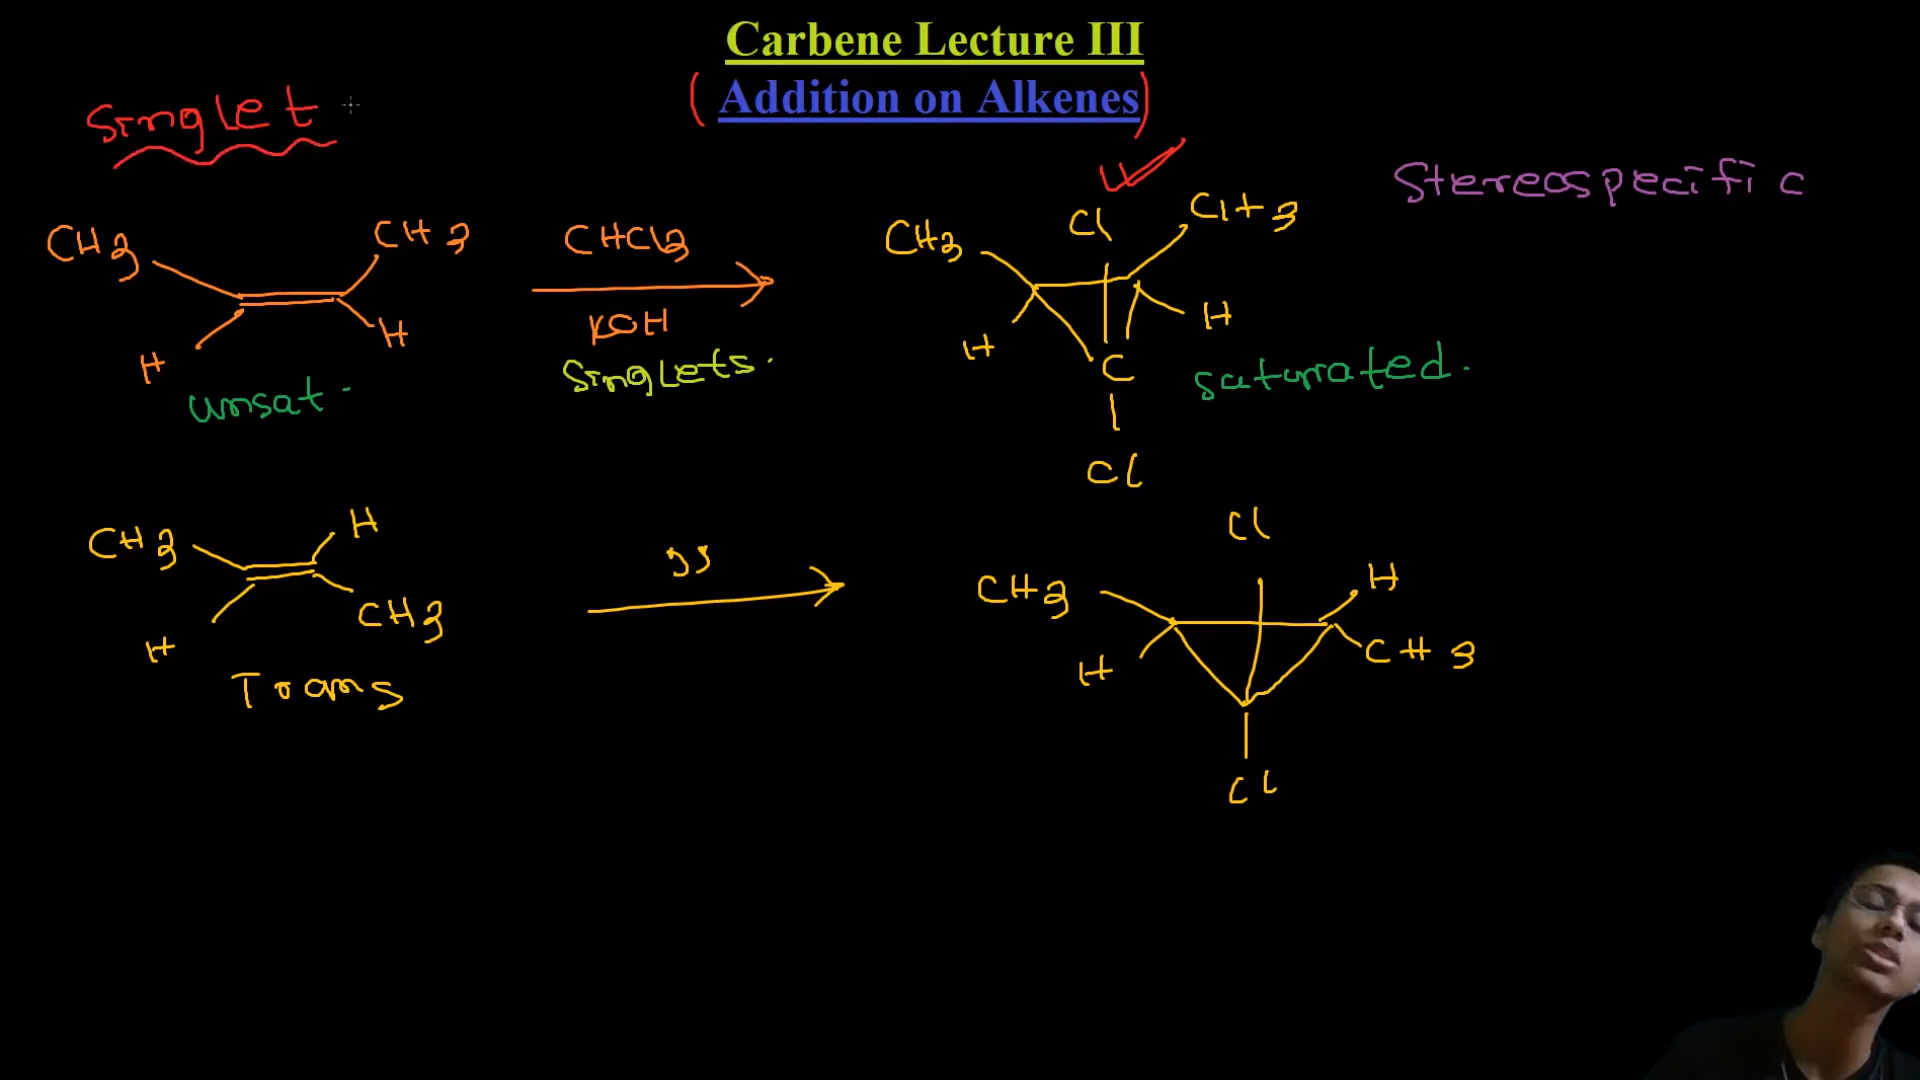 Carbene Lecture III
( Addition on Alkenes)
Singlet
Stereospecific
CH3 CH3
H H
unsat.
CHCl3
KOH
Singlets.
CH3 Cl CH3
H H
C
Cl
saturated.
CH3 H
H CH3
Trans
,,
Cl
CH3 H
H CH3
Cl